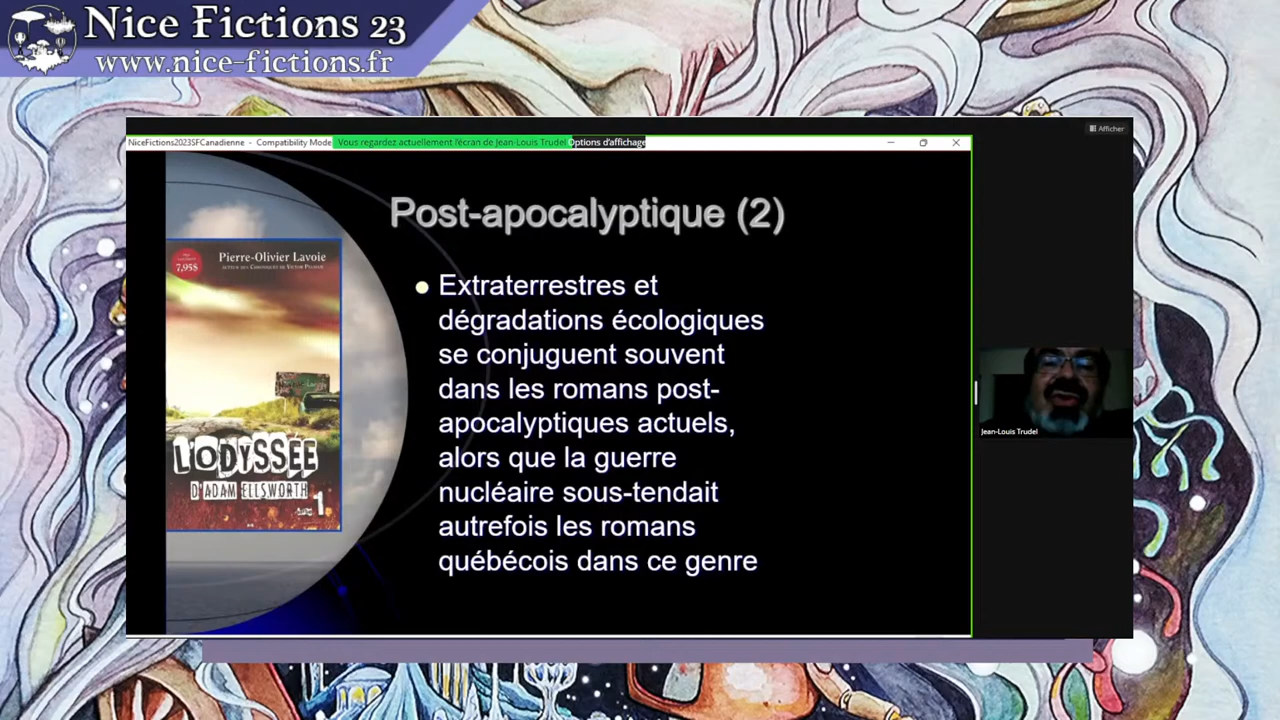 Nice Fictions 23
www.nice-fictions.fr
Afficher
NiceFictions2023SFCanadienne - Compatibility Mode
Vous regardez actuellement l'écran de Jean-Louis Trudel
Options d'affichage
Post-apocalyptique (2)
Pierre-Olivier Lavoie
7,95$
L'ODYSSÉE
D'ADAM ELLSWORTH
1
• Extraterrestres et
dégradations écologiques
se conjuguent souvent
dans les romans post-
apocalyptiques actuels,
alors que la guerre
nucléaire sous-tendait
autrefois les romans
québécois dans ce genre
Jean-Louis Trudel